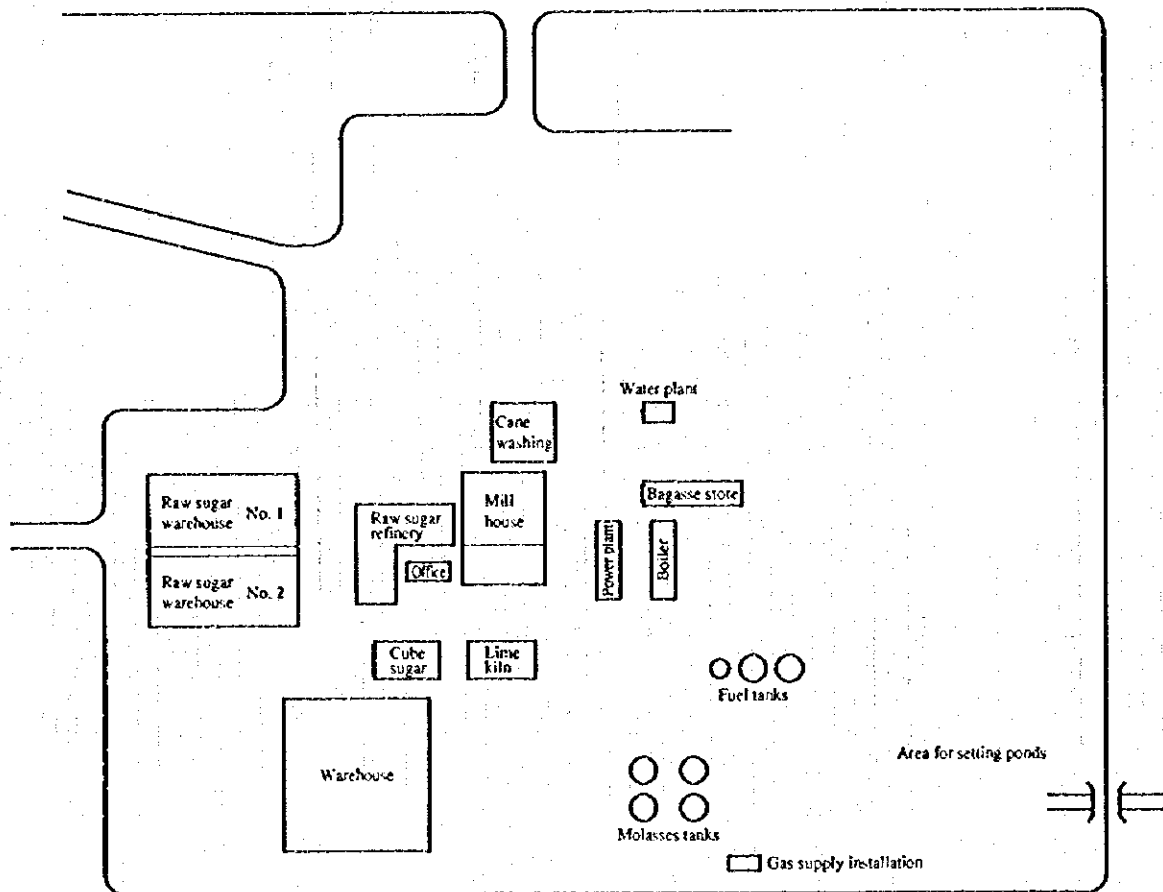 Water plant
Cane
washing
Raw sugar
warehouse No. 1
Raw sugar
warehouse No. 2
Raw sugar
refinery
Mill
house
Bagasse store
Office
Power plant
Boiler
Cube
sugar
Lime
kiln
Fuel tanks
Warehouse
Area for setting ponds
Molasses tanks
Gas supply installation